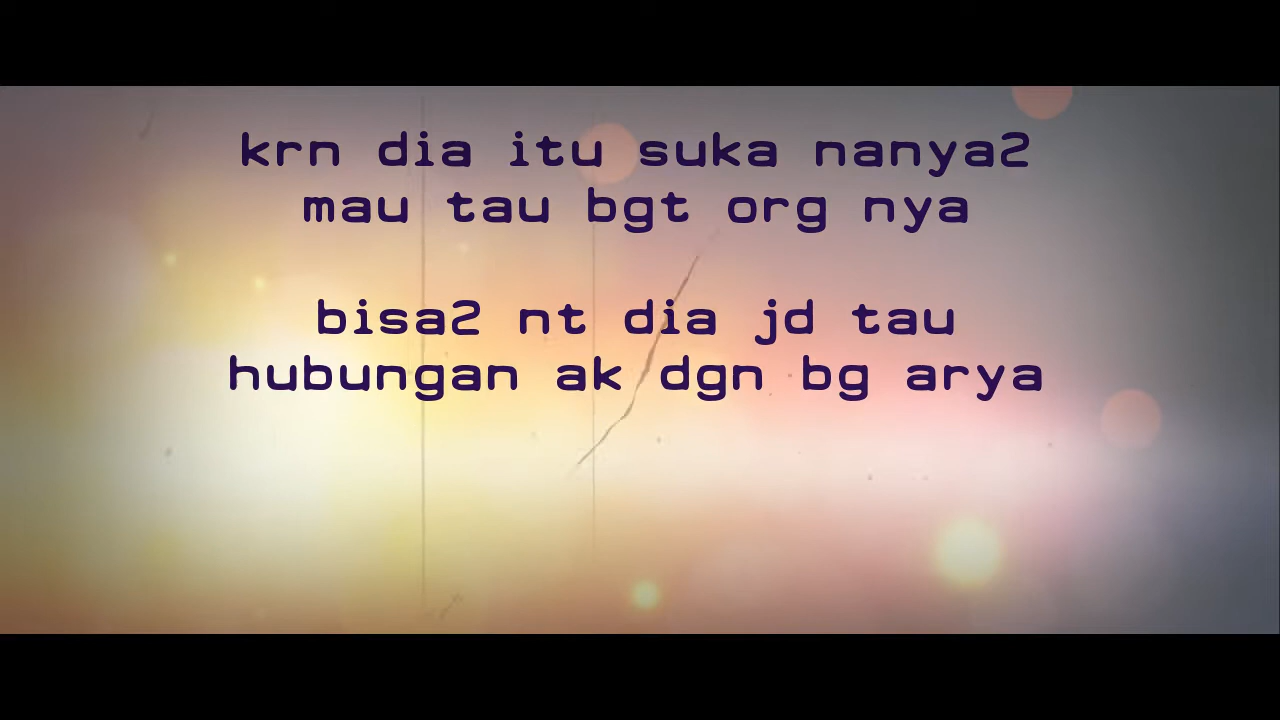 krn dia itu suka nanya2
mau tau bgt org nya
bisa2 nt dia jd tau
hubungan ak dgn bg arya